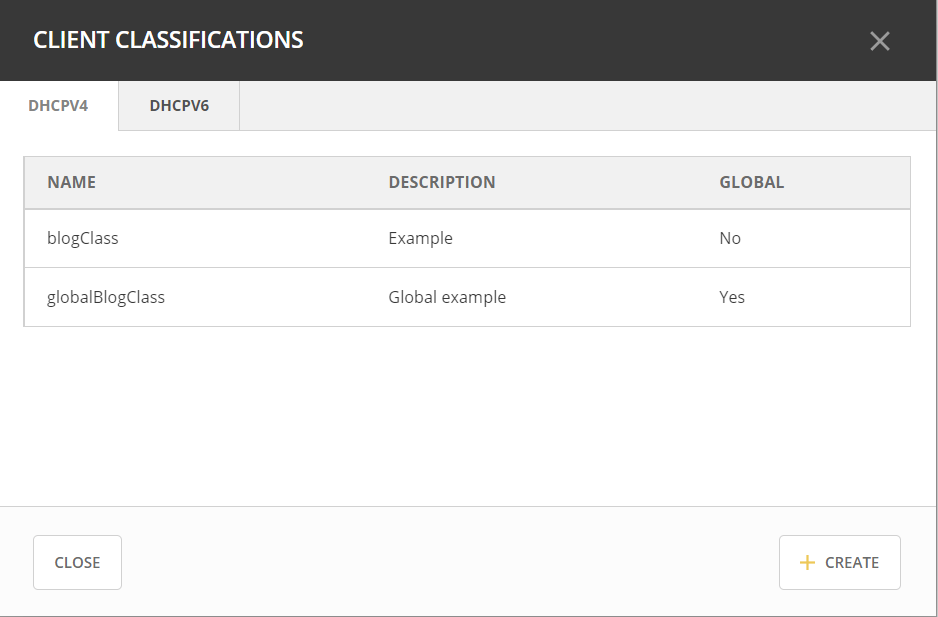 CLIENT CLASSIFICATIONS
DHCPV4 DHCPV6
NAME DESCRIPTION GLOBAL
blogClass Example No
globalBlogClass Global example Yes
CLOSE CREATE